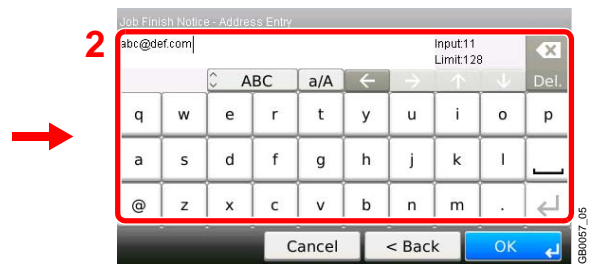 Job Finish Notice - Address Entry
2
abc@def.com
Input:11
Limit:128
ABC a/A ← → ↑ ↓ Del.
q w e r t y u i o p
a s d f g h j k l
@ z x c v b n m .
Cancel < Back OK
GB0057_05